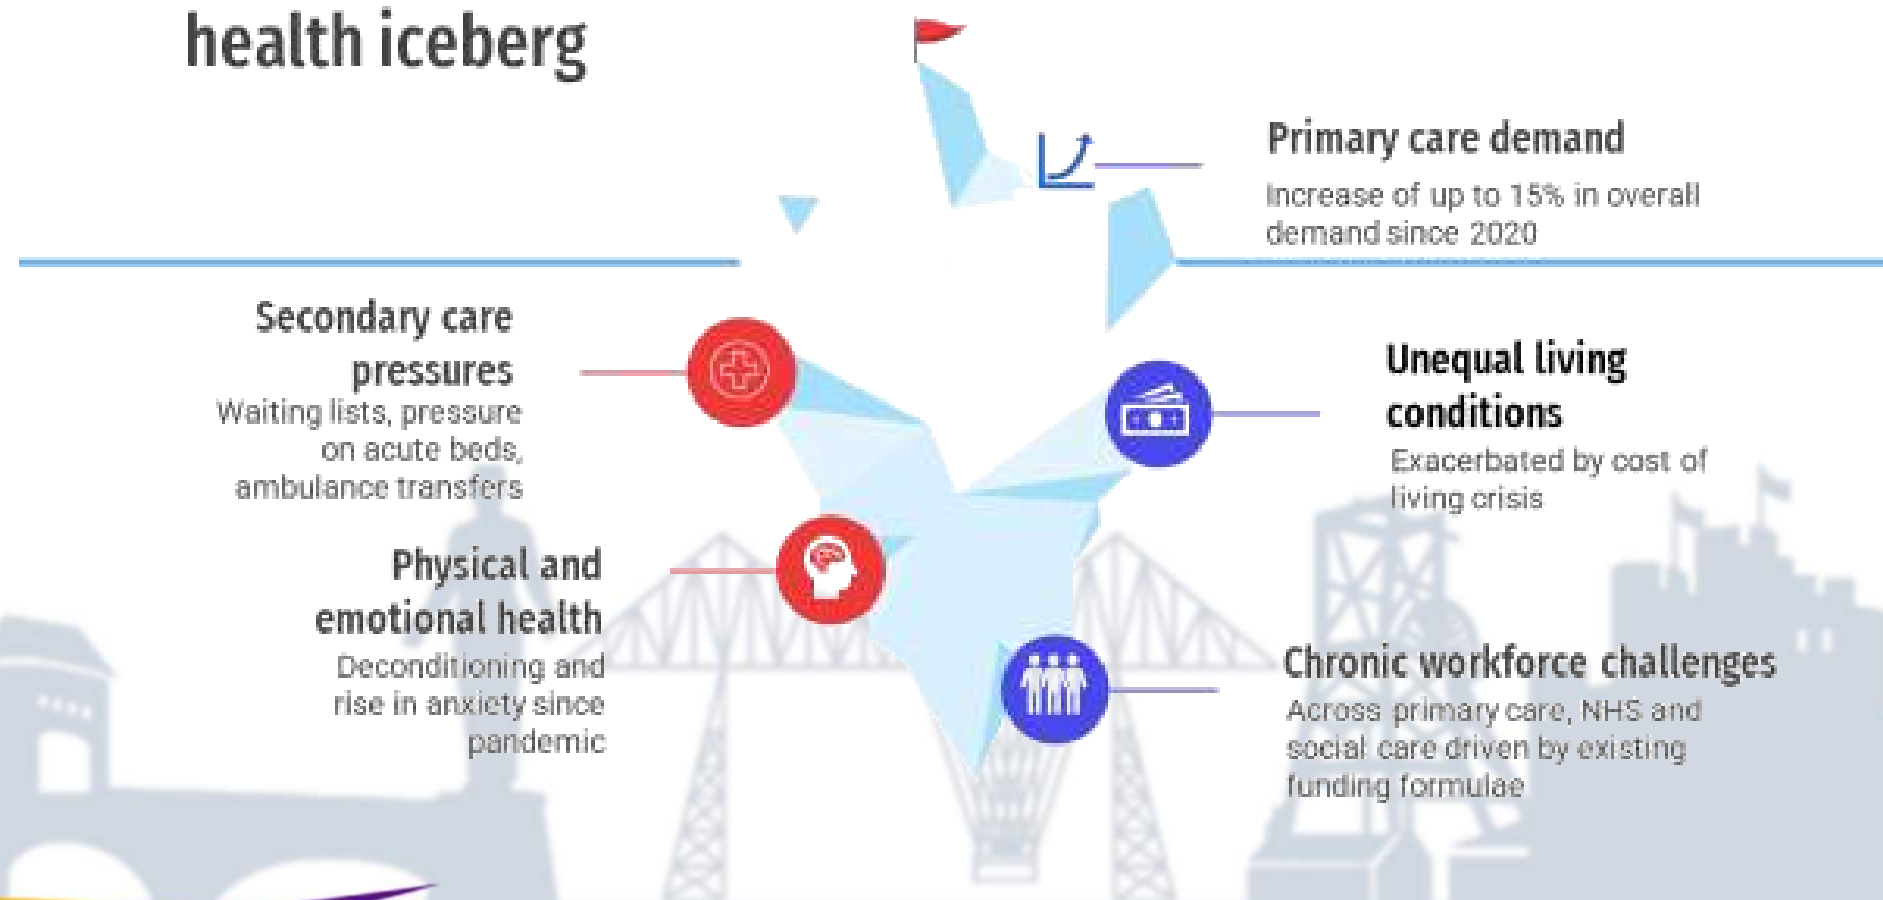 health iceberg
Primary care demand
Increase of up to 15% in overall
demand since 2020
Secondary care
pressures
Waiting lists, pressure
on acute beds,
ambulance transfers
Unequal living
conditions
Exacerbated by cost of
living crisis
Physical and
emotional health
Deconditioning and
rise in anxiety since
pandemic
Chronic workforce challenges
Across primary care, NHS and
social care driven by existing
funding formulae